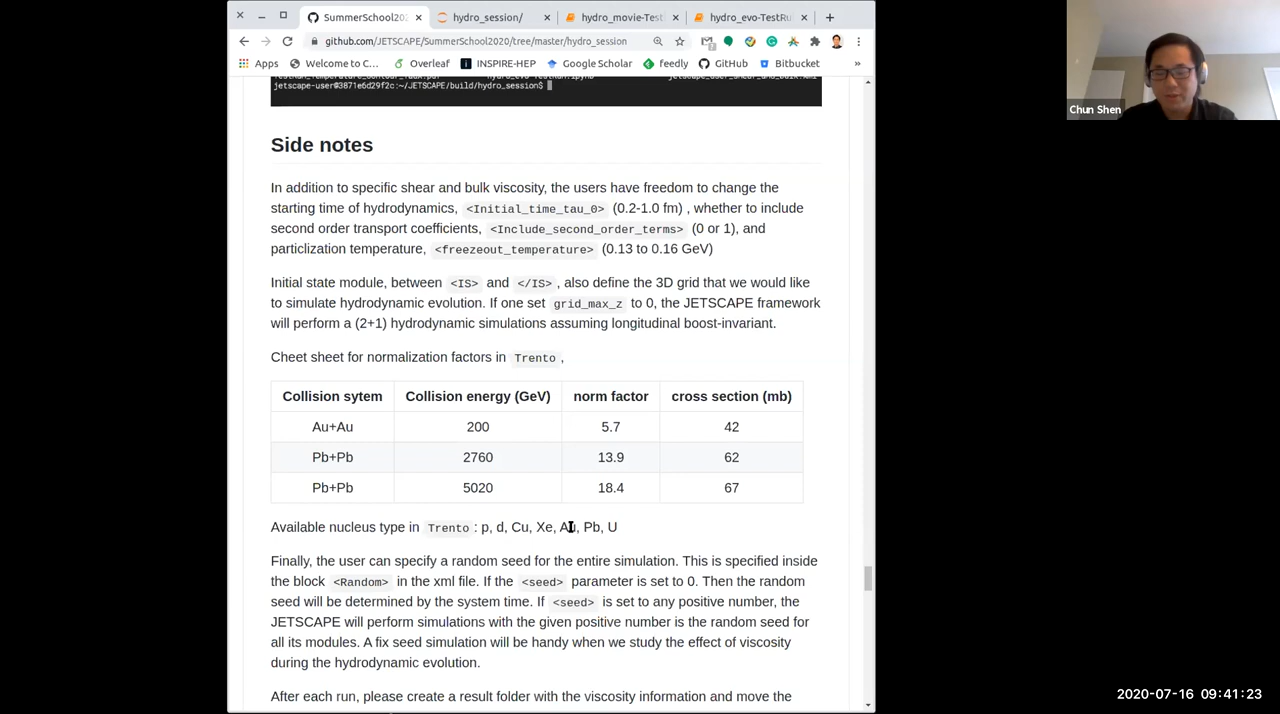 SummerSchool202
hydro_session/
hydro_movie-Test
hydro_evo-TestRu
github.com/JETSCAPE/SummerSchool2020/tree/master/hydro_session
Apps
Welcome to C...
Overleaf
INSPIRE-HEP
Google Scholar
feedly
GitHub
Bitbucket
jetscape-user@3871e6d29f2c:~/JETSCAPE/build/hydro_session$
Side notes
In addition to specific shear and bulk viscosity, the users have freedom to change the
starting time of hydrodynamics, <Initial_time_tau_0> (0.2-1.0 fm) , whether to include
second order transport coefficients, <Include_second_order_terms> (0 or 1), and
particlization temperature, <freezeout_temperature> (0.13 to 0.16 GeV)
Initial state module, between <IS> and </IS> , also define the 3D grid that we would like
to simulate hydrodynamic evolution. If one set grid_max_z to 0, the JETSCAPE framework
will perform a (2+1) hydrodynamic simulations assuming longitudinal boost-invariant.
Cheet sheet for normalization factors in Trento ,
Collision sytem Collision energy (GeV) norm factor cross section (mb)
Au+Au 200 5.7 42
Pb+Pb 2760 13.9 62
Pb+Pb 5020 18.4 67
Available nucleus type in Trento : p, d, Cu, Xe, Au, Pb, U
Finally, the user can specify a random seed for the entire simulation. This is specified inside
the block <Random> in the xml file. If the <seed> parameter is set to 0. Then the random
seed will be determined by the system time. If <seed> is set to any positive number, the
JETSCAPE will perform simulations with the given positive number is the random seed for
all its modules. A fix seed simulation will be handy when we study the effect of viscosity
during the hydrodynamic evolution.
After each run, please create a result folder with the viscosity information and move the
Chun Shen
2020-07-16 09:41:23